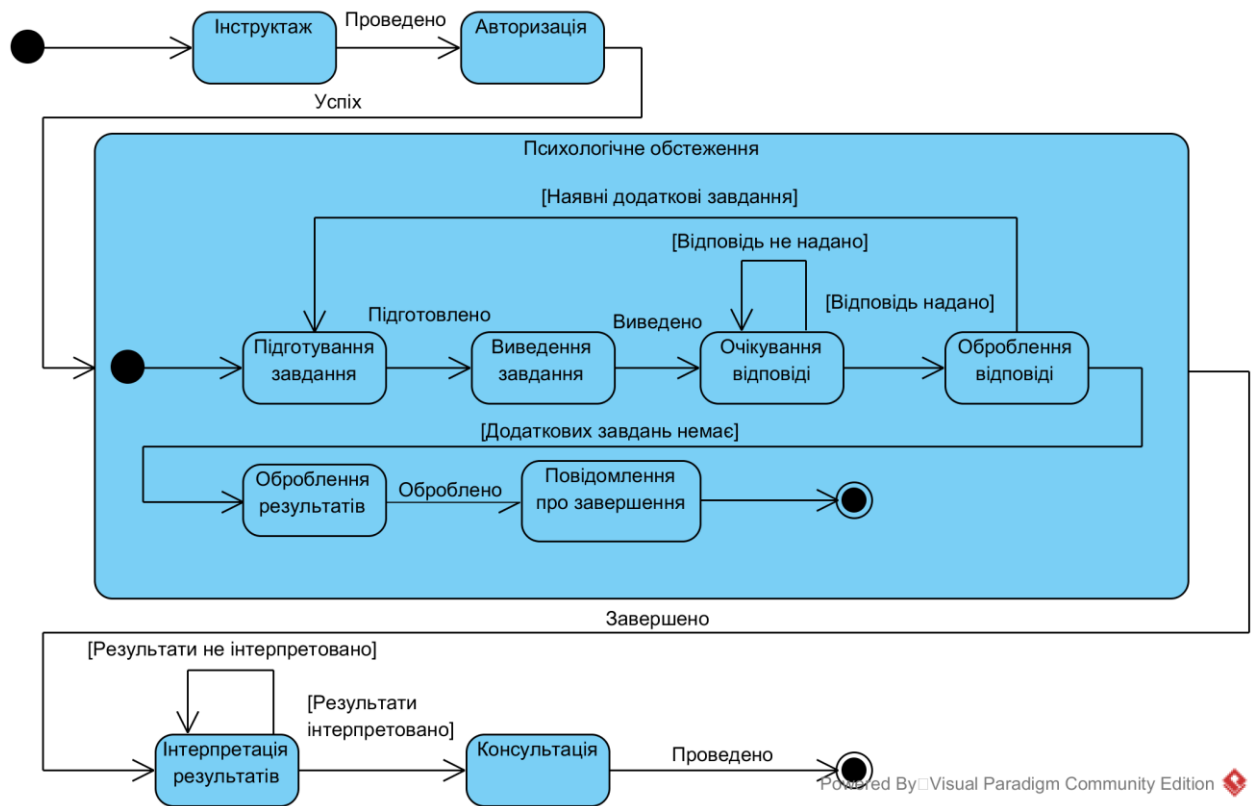 Інструктаж
Проведено
Авторизація
Успіх
Психологічне обстеження
[Наявні додаткові завдання]
[Відповідь не надано]
[Відповідь надано]
Підготовлено
Виведено
Підготування
завдання
Виведення
завдання
Очікування
відповіді
Оброблення
відповіді
[Додаткових завдань немає]
Оброблення
результатів
Оброблено
Повідомлення
про завершення
Завершено
[Результати не інтерпретовано]
[Результати
інтерпретовано]
Інтерпретація
результатів
Консультація
Проведено
Powered By Visual Paradigm Community Edition